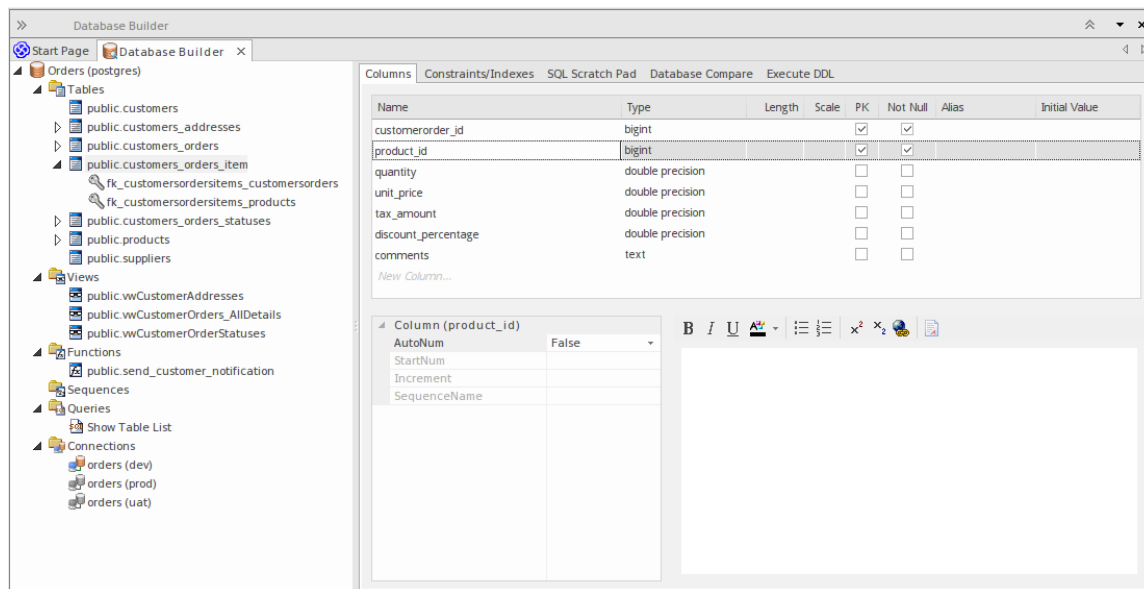 Database Builder
Start Page
Database Builder
Orders (postgres)
Tables
public.customers
public.customers_addresses
public.customers_orders
public.customers_orders_item
fk_customersordersitems_customersorders
fk_customersordersitems_products
public.customers_orders_statuses
public.products
public.suppliers
Views
public.vwCustomerAddresses
public.vwCustomerOrders_AllDetails
public.vwCustomerOrderStatuses
Functions
public.send_customer_notification
Sequences
Queries
Show Table List
Connections
orders (dev)
orders (prod)
orders (uat)
Columns Constraints/Indexes SQL Scratch Pad Database Compare Execute DDL
Name Type Length Scale PK Not Null Alias Initial Value
customerorder_id bigint
product_id bigint
quantity double precision
unit_price double precision
tax_amount double precision
discount_percentage double precision
comments text
New Column...
Column (product_id)
AutoNum False
StartNum
Increment
SequenceName
B I U A x² x₂